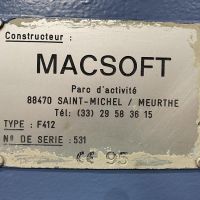 Constructeur :
MACSOFT
Parc d'activité
88470 SAINT-MICHEL / MEURTHE
Tél: (33) 29 58 36 15
TYPE : F412
N° DE SERIE : 531
CE 95